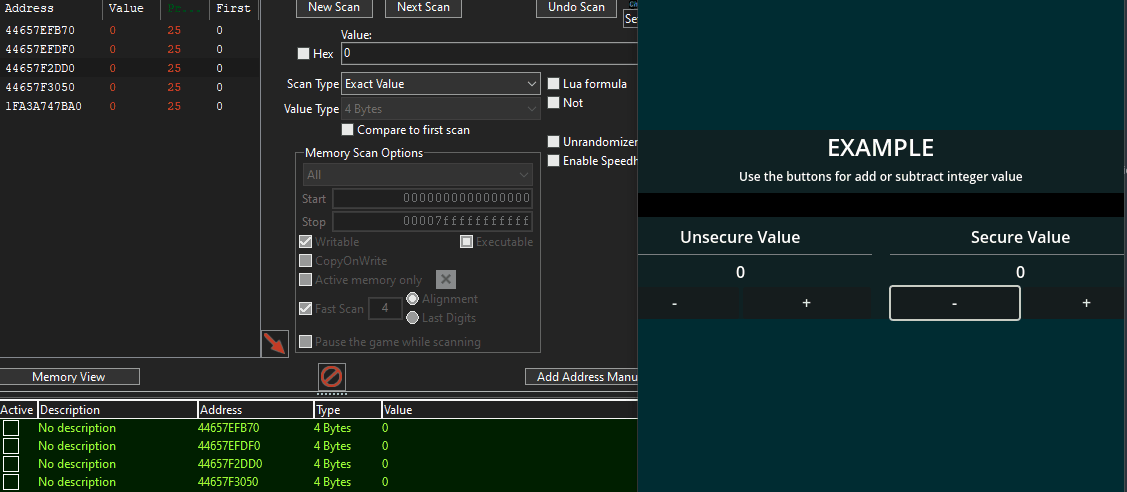 Address Value Pr... First
44657EFB70 0 25 0
44657EFDF0 0 25 0
44657F2DD0 0 25 0
44657F3050 0 25 0
1FA3A747BA0 0 25 0
New Scan Next Scan Undo Scan
Value:
Hex 0
Scan Type Exact Value Lua formula
Value Type 4 Bytes Not
Compare to first scan
Unrandomizer
Enable Speedh
Memory Scan Options
All
Start 0000000000000000
Stop 00007fffffffffff
Writable Executable
CopyOnWrite
Active memory only
Fast Scan 4 Alignment
Last Digits
Pause the game while scanning
Memory View Add Address Manu
Active Description Address Type Value
No description 44657EFB70 4 Bytes 0
No description 44657EFDF0 4 Bytes 0
No description 44657F2DD0 4 Bytes 0
No description 44657F3050 4 Bytes 0
EXAMPLE
Use the buttons for add or subtract integer value
Unsecure Value Secure Value
0 0
- + - +